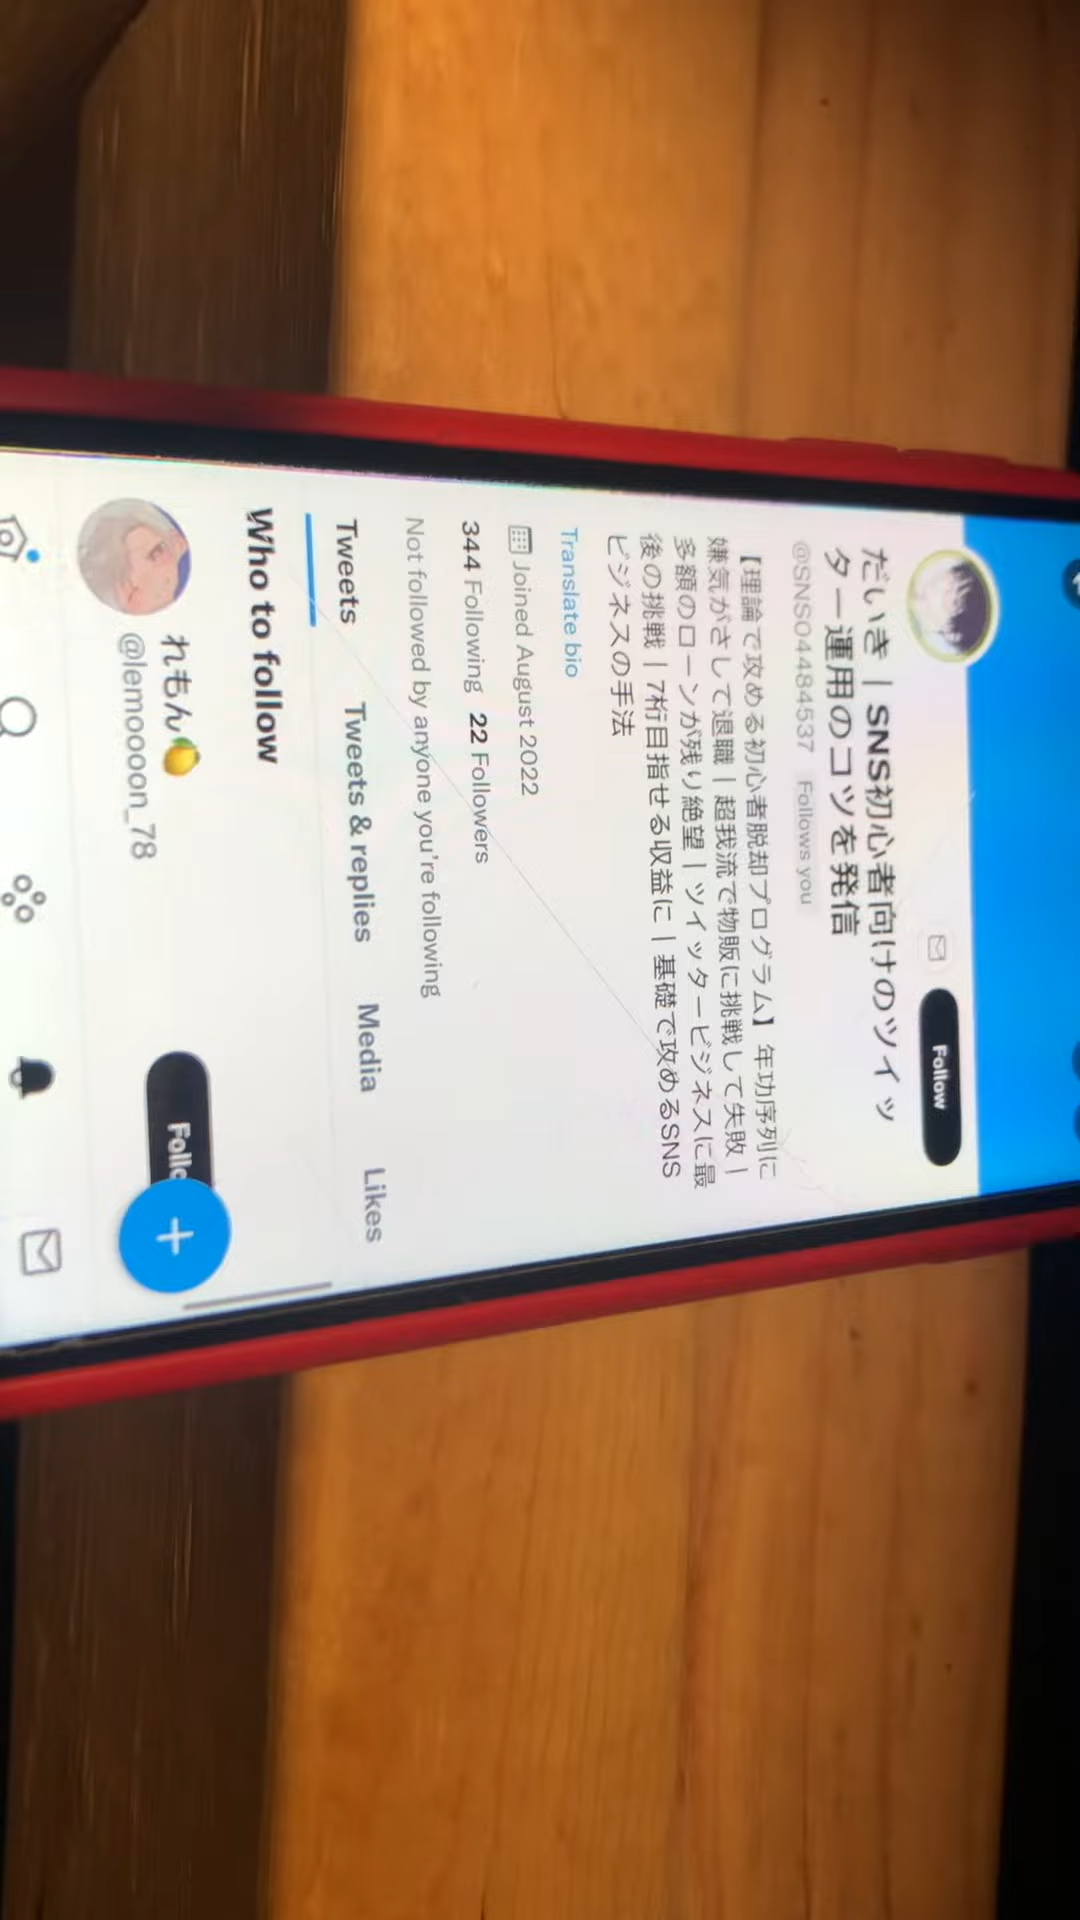 Follow
だいき｜SNS初心者向けのツイッ
ター運用のコツを発信
@SNS04484537 Follows you
【理論で攻める初心者脱却プログラム】年功序列に
嫌気がさして退職｜超我流で物販に挑戦して失敗｜
多額のローンが残り絶望｜ツイッタービジネスに最
後の挑戦｜7桁目指せる収益に｜基礎で攻めるSNS
ビジネスの手法
Translate bio
Joined August 2022
344 Following 22 Followers
Not followed by anyone you're following
Tweets Tweets & replies Media Likes
Who to follow
れもん🍋
@lemoooon_78
Follo